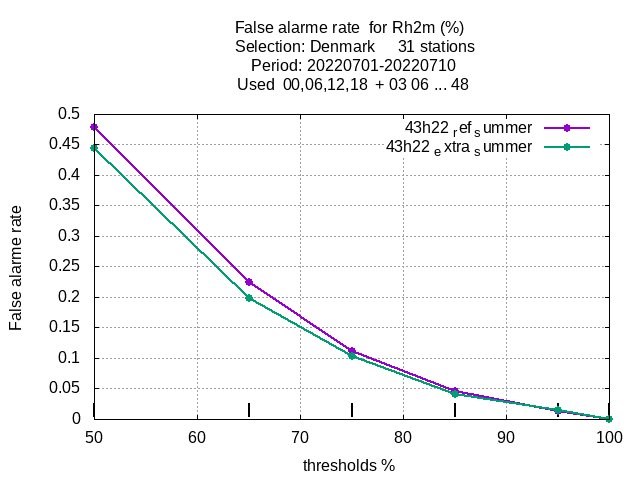 False alarme rate  for Rh2m (%)
Selection: Denmark     31 stations
Period: 20220701-20220710
Used  00,06,12,18  + 03 06 ... 48
43h22 ref summer
43h22 extra summer
0.5
0.45
0.4
0.35
0.3
0.25
0.2
0.15
0.1
0.05
0
False alarme rate
50 60 70 80 90 100
thresholds %